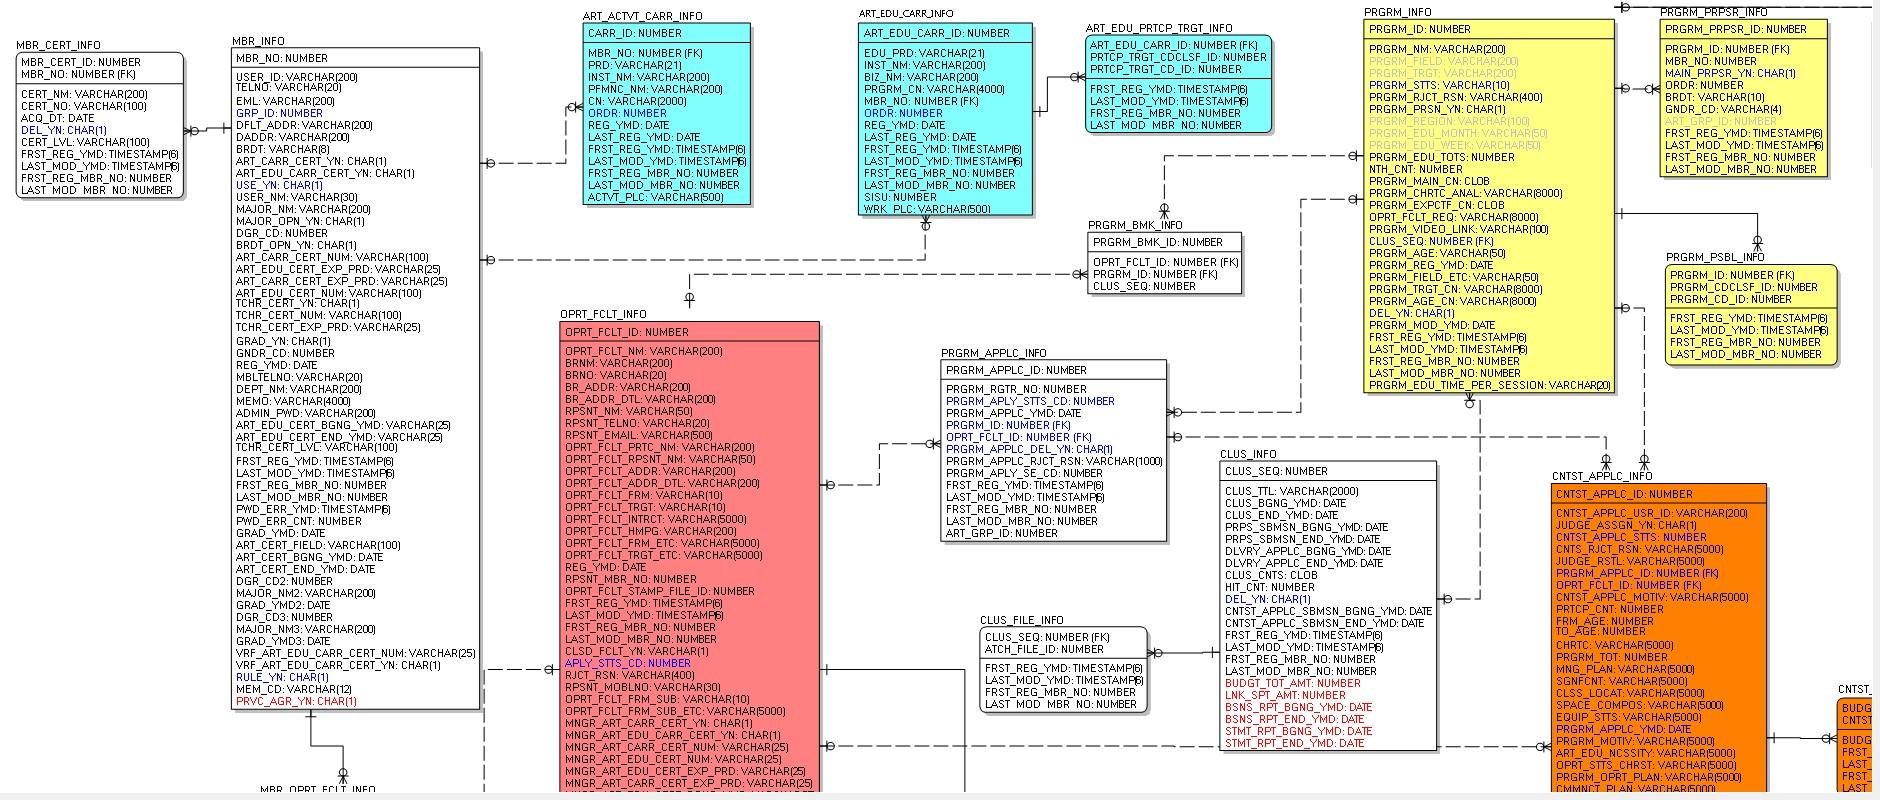 MBR_CERT_INFO
MBR_CERT_ID: NUMBER
MBR_NO: NUMBER (FK)
CERT_NM: VARCHAR(200)
CERT_NO: VARCHAR(100)
ACQ_DT: DATE
DEL_YN: CHAR(1)
CERT_LVL: VARCHAR(100)
FRST_REG_YMD: TIMESTAMP(6)
LAST_MOD_YMD: TIMESTAMP(6)
FRST_REG_MBR_NO: NUMBER
LAST_MOD_MBR_NO: NUMBER
MBR_INFO
MBR_NO: NUMBER
USER_ID: VARCHAR(200)
TELNO: VARCHAR(20)
EML: VARCHAR(200)
GRP_ID: NUMBER
DFLT_ADDR: VARCHAR(200)
DADDR: VARCHAR(200)
BRDT: VARCHAR(8)
ART_CARR_CERT_YN: CHAR(1)
ART_EDU_CARR_CERT_YN: CHAR(1)
USE_YN: CHAR(1)
USER_NM: VARCHAR(30)
MAJOR_NM: VARCHAR(200)
MAJOR_OPN_YN: CHAR(1)
DGR_CD: NUMBER
BRDT_OPN_YN: CHAR(1)
ART_CARR_CERT_NUM: VARCHAR(100)
ART_EDU_CERT_EXP_PRD: VARCHAR(25)
ART_CARR_CERT_EXP_PRD: VARCHAR(25)
ART_EDU_CERT_NUM: VARCHAR(100)
TCHR_CERT_YN: CHAR(1)
TCHR_CERT_NUM: VARCHAR(100)
TCHR_CERT_EXP_PRD: VARCHAR(25)
GRAD_YN: CHAR(1)
GNDR_CD: NUMBER
REG_YMD: DATE
MBLTELNO: VARCHAR(20)
DEPT_NM: VARCHAR(200)
MEMO: VARCHAR(4000)
ADMIN_PWD: VARCHAR(200)
ART_EDU_CERT_BGNG_YMD: VARCHAR(25)
ART_EDU_CERT_END_YMD: VARCHAR(25)
TCHR_CERT_LVL: VARCHAR(100)
FRST_REG_YMD: TIMESTAMP(6)
LAST_MOD_YMD: TIMESTAMP(6)
FRST_REG_MBR_NO: NUMBER
LAST_MOD_MBR_NO: NUMBER
PWD_ERR_YMD: TIMESTAMP(6)
PWD_ERR_CNT: NUMBER
GRAD_YMD: DATE
ART_CERT_FIELD: VARCHAR(100)
ART_CERT_BGNG_YMD: DATE
ART_CERT_END_YMD: DATE
DGR_CD2: NUMBER
MAJOR_NM2: VARCHAR(200)
GRAD_YMD2: DATE
DGR_CD3: NUMBER
MAJOR_NM3: VARCHAR(200)
GRAD_YMD3: DATE
VRF_ART_EDU_CARR_CERT_NUM: VARCHAR(25)
VRF_ART_EDU_CARR_CERT_YN: CHAR(1)
RULE_YN: CHAR(1)
MEM_CD: VARCHAR(12)
PRVC_AGR_YN: CHAR(1)
MBR_OPRT_FCLT_INFO
ART_ACTVT_CARR_INFO
CARR_ID: NUMBER
MBR_NO: NUMBER (FK)
PRD: VARCHAR(21)
INST_NM: VARCHAR(200)
PFMNC_NM: VARCHAR(200)
CN: VARCHAR(2000)
ORDR: NUMBER
REG_YMD: DATE
LAST_REG_YMD: DATE
FRST_REG_YMD: TIMESTAMP(6)
LAST_MOD_YMD: TIMESTAMP(6)
FRST_REG_MBR_NO: NUMBER
LAST_MOD_MBR_NO: NUMBER
ACTVT_PLC: VARCHAR(500)
ART_EDU_CARR_INFO
ART_EDU_CARR_ID: NUMBER
EDU_PRD: VARCHAR(21)
INST_NM: VARCHAR(200)
BIZ_NM: VARCHAR(200)
PRGRM_CN: VARCHAR(4000)
MBR_NO: NUMBER (FK)
ORDR: NUMBER
REG_YMD: DATE
LAST_REG_YMD: DATE
FRST_REG_YMD: TIMESTAMP(6)
LAST_MOD_YMD: TIMESTAMP(6)
FRST_REG_MBR_NO: NUMBER
LAST_MOD_MBR_NO: NUMBER
SISU: NUMBER
WRK_PLC: VARCHAR(500)
ART_EDU_PRTCP_TRGT_INFO
ART_EDU_CARR_ID: NUMBER (FK)
PRTCP_TRGT_CDCLSF_ID: NUMBER
PRTCP_TRGT_CD_ID: NUMBER
FRST_REG_YMD: TIMESTAMP(6)
LAST_MOD_YMD: TIMESTAMP(6)
FRST_REG_MBR_NO: NUMBER
LAST_MOD_MBR_NO: NUMBER
PRGRM_BMK_INFO
PRGRM_BMK_ID: NUMBER
OPRT_FCLT_ID: NUMBER (FK)
PRGRM_ID: NUMBER (FK)
CLUS_SEQ: NUMBER
OPRT_FCLT_INFO
OPRT_FCLT_ID: NUMBER
OPRT_FCLT_NM: VARCHAR(200)
BRNM: VARCHAR(200)
BRNO: VARCHAR(20)
BR_ADDR: VARCHAR(200)
BR_ADDR_DTL: VARCHAR(200)
RPSNT_NM: VARCHAR(50)
RPSNT_TELNO: VARCHAR(20)
RPSNT_EMAIL: VARCHAR(500)
OPRT_FCLT_PRTC_NM: VARCHAR(200)
OPRT_FCLT_RPSNT_NM: VARCHAR(50)
OPRT_FCLT_ADDR: VARCHAR(200)
OPRT_FCLT_ADDR_DTL: VARCHAR(200)
OPRT_FCLT_FRM: VARCHAR(10)
OPRT_FCLT_TRGT: VARCHAR(10)
OPRT_FCLT_INTRCT: VARCHAR(5000)
OPRT_FCLT_HMPG: VARCHAR(200)
OPRT_FCLT_FRM_ETC: VARCHAR(5000)
OPRT_FCLT_TRGT_ETC: VARCHAR(5000)
REG_YMD: DATE
RPSNT_MBR_NO: NUMBER
OPRT_FCLT_STAMP_FILE_ID: NUMBER
FRST_REG_YMD: TIMESTAMP(6)
LAST_MOD_YMD: TIMESTAMP(6)
FRST_REG_MBR_NO: NUMBER
LAST_MOD_MBR_NO: NUMBER
CLSD_FCLT_YN: VARCHAR(1)
APLY_STTS_CD: NUMBER
RJCT_RSN: VARCHAR(400)
RPSNT_MOBLNO: VARCHAR(30)
OPRT_FCLT_FRM_SUB: VARCHAR(10)
OPRT_FCLT_FRM_SUB_ETC: VARCHAR(5000)
MNGR_ART_CARR_CERT_YN: CHAR(1)
MNGR_ART_EDU_CARR_CERT_YN: CHAR(1)
MNGR_ART_CARR_CERT_NUM: VARCHAR(25)
MNGR_ART_EDU_CERT_NUM: VARCHAR(25)
MNGR_ART_EDU_CERT_EXP_PRD: VARCHAR(25)
MNGR_ART_CARR_CERT_EXP_PRD: VARCHAR(25)
PRGRM_APPLC_INFO
PRGRM_APPLC_ID: NUMBER
PRGRM_RGTR_NO: NUMBER
PRGRM_APLY_STTS_CD: NUMBER
PRGRM_APPLC_YMD: DATE
PRGRM_ID: NUMBER (FK)
OPRT_FCLT_ID: NUMBER (FK)
PRGRM_APPLC_DEL_YN: CHAR(1)
PRGRM_APPLC_RJCT_RSN: VARCHAR(1000)
PRGRM_APLY_SE_CD: NUMBER
FRST_REG_YMD: TIMESTAMP(6)
LAST_MOD_YMD: TIMESTAMP(6)
FRST_REG_MBR_NO: NUMBER
LAST_MOD_MBR_NO: NUMBER
ART_GRP_ID: NUMBER
CLUS_FILE_INFO
CLUS_SEQ: NUMBER (FK)
ATCH_FILE_ID: NUMBER
FRST_REG_YMD: TIMESTAMP(6)
LAST_MOD_YMD: TIMESTAMP(6)
FRST_REG_MBR_NO: NUMBER
LAST_MOD_MBR_NO: NUMBER
CLUS_INFO
CLUS_SEQ: NUMBER
CLUS_TTL: VARCHAR(2000)
CLUS_BGNG_YMD: DATE
CLUS_END_YMD: DATE
PRPS_SBMSN_BGNG_YMD: DATE
PRPS_SBMSN_END_YMD: DATE
DLVRY_APPLC_BGNG_YMD: DATE
DLVRY_APPLC_END_YMD: DATE
CLUS_CNTS: CLOB
HIT_CNT: NUMBER
DEL_YN: CHAR(1)
CNTST_APPLC_SBMSN_BGNG_YMD: DATE
CNTST_APPLC_SBMSN_END_YMD: DATE
FRST_REG_YMD: TIMESTAMP(6)
LAST_MOD_YMD: TIMESTAMP(6)
FRST_REG_MBR_NO: NUMBER
LAST_MOD_MBR_NO: NUMBER
BUDGT_TOT_AMT: NUMBER
LNK_SPT_AMT: NUMBER
BSNS_RPT_BGNG_YMD: DATE
BSNS_RPT_END_YMD: DATE
STMT_RPT_BGNG_YMD: DATE
STMT_RPT_END_YMD: DATE
PRGRM_INFO
PRGRM_ID: NUMBER
PRGRM_NM: VARCHAR(200)
PRGRM_FIELD: VARCHAR(200)
PRGRM_TRGT: VARCHAR(200)
PRGRM_STTS: VARCHAR(10)
PRGRM_RJCT_RSN: VARCHAR(400)
PRGRM_PRSN_YN: CHAR(1)
PRGRM_REGION: VARCHAR(100)
PRGRM_EDU_MONTH: VARCHAR(50)
PRGRM_EDU_WEEK: VARCHAR(50)
PRGRM_EDU_TOTS: NUMBER
NTH_CNT: NUMBER
PRGRM_MAIN_CN: CLOB
PRGRM_CHRTC_ANAL: VARCHAR(8000)
PRGRM_EXPCTF_CN: CLOB
OPRT_FCLT_REQ: VARCHAR(8000)
PRGRM_VIDEO_LINK: VARCHAR(100)
CLUS_SEQ: NUMBER (FK)
PRGRM_AGE: VARCHAR(50)
PRGRM_REG_YMD: DATE
PRGRM_FIELD_ETC: VARCHAR(50)
PRGRM_TRGT_CN: VARCHAR(8000)
PRGRM_AGE_CN: VARCHAR(8000)
DEL_YN: CHAR(1)
PRGRM_MOD_YMD: DATE
FRST_REG_YMD: TIMESTAMP(6)
LAST_MOD_YMD: TIMESTAMP(6)
FRST_REG_MBR_NO: NUMBER
LAST_MOD_MBR_NO: NUMBER
PRGRM_EDU_TIME_PER_SESSION: VARCHAR(20)
PRGRM_PRPSR_INFO
PRGRM_PRPSR_ID: NUMBER
PRGRM_ID: NUMBER (FK)
MBR_NO: NUMBER
MAIN_PRPSR_YN: CHAR(1)
ORDR: NUMBER
BRDT: VARCHAR(10)
GNDR_CD: VARCHAR(4)
ART_GRP_ID: NUMBER
FRST_REG_YMD: TIMESTAMP(6)
LAST_MOD_YMD: TIMESTAMP(6)
FRST_REG_MBR_NO: NUMBER
LAST_MOD_MBR_NO: NUMBER
PRGRM_PSBL_INFO
PRGRM_ID: NUMBER (FK)
PRGRM_CDCLSF_ID: NUMBER
PRGRM_CD_ID: NUMBER
FRST_REG_YMD: TIMESTAMP(6)
LAST_MOD_YMD: TIMESTAMP(6)
FRST_REG_MBR_NO: NUMBER
LAST_MOD_MBR_NO: NUMBER
CNTST_APPLC_INFO
CNTST_APPLC_ID: NUMBER
CNTST_APPLC_USR_ID: VARCHAR(200)
JUDGE_ASSGN_YN: CHAR(1)
CNTST_APPLC_STTS: NUMBER
CNTS_RJCT_RSN: VARCHAR(5000)
JUDGE_RSTL: VARCHAR(5000)
PRGRM_APPLC_ID: NUMBER (FK)
OPRT_FCLT_ID: NUMBER (FK)
CNTST_APPLC_MOTIV: VARCHAR(5000)
PRTCP_CNT: NUMBER
FRM_AGE: NUMBER
TO_AGE: NUMBER
CHRTC: VARCHAR(5000)
PRGRM_TOT: NUMBER
MNG_PLAN: VARCHAR(5000)
SGNFCNT: VARCHAR(5000)
CLSS_LOCAT: VARCHAR(5000)
SPACE_COMPOS: VARCHAR(5000)
EQUIP_STTS: VARCHAR(5000)
PRGRM_APPLC_YMD: DATE
PRGRM_MOTIV: VARCHAR(5000)
ART_EDU_NCSSITY: VARCHAR(5000)
OPRT_STTS_CHRST: VARCHAR(5000)
PRGRM_OPRT_PLAN: VARCHAR(5000)
CMMNCT_PLAN: VARCHAR(5000)
CNTST_
BUDG
CNTST
BUDG
FRST_
LAST_
FRST_
LAST_